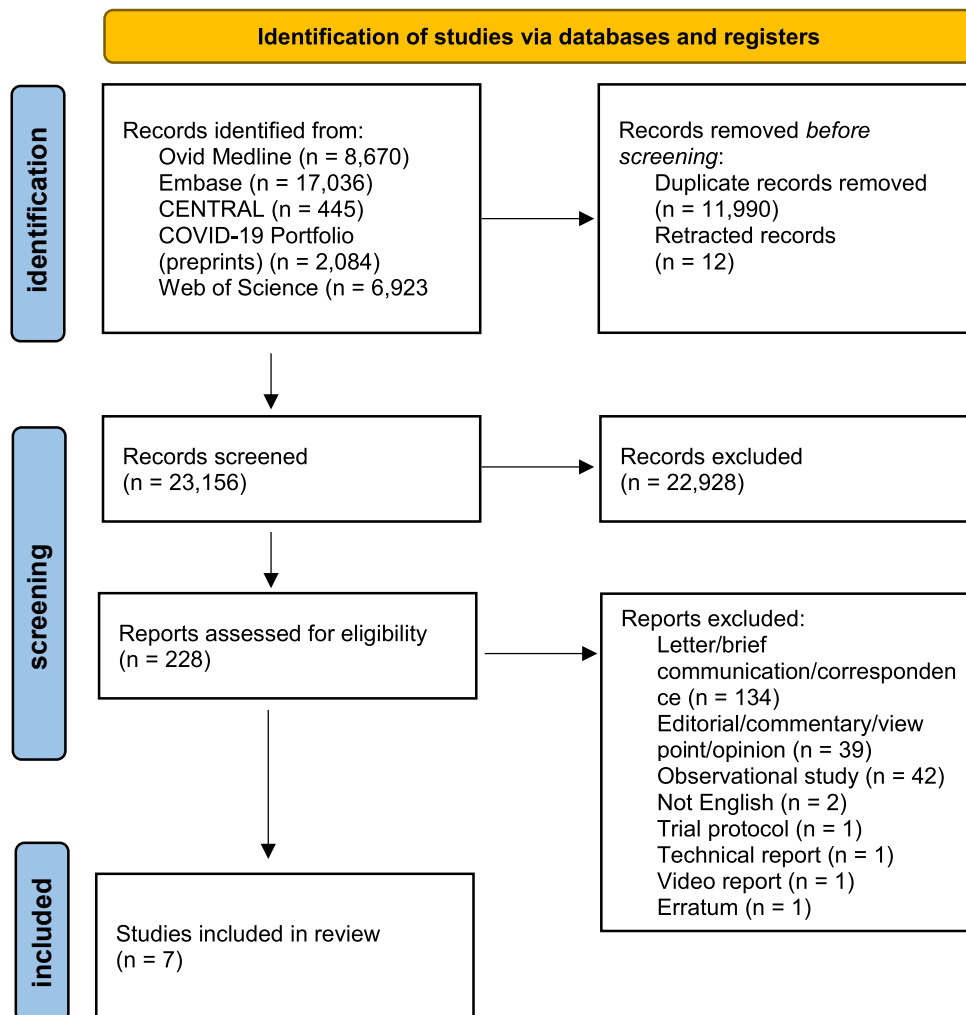 Identification of studies via databases and registers
identification
Records identified from:
Ovid Medline (n = 8,670)
Embase (n = 17,036)
CENTRAL (n = 445)
COVID-19 Portfolio
(preprints) (n = 2,084)
Web of Science (n = 6,923
Records removed before
screening:
Duplicate records removed
(n = 11,990)
Retracted records
(n = 12)
screening
Records screened
(n = 23,156)
Records excluded
(n = 22,928)
Reports assessed for eligibility
(n = 228)
Reports excluded:
Letter/brief
communication/corresponden
ce (n = 134)
Editorial/commentary/view
point/opinion (n = 39)
Observational study (n = 42)
Not English (n = 2)
Trial protocol (n = 1)
Technical report (n = 1)
Video report (n = 1)
Erratum (n = 1)
included
Studies included in review
(n = 7)